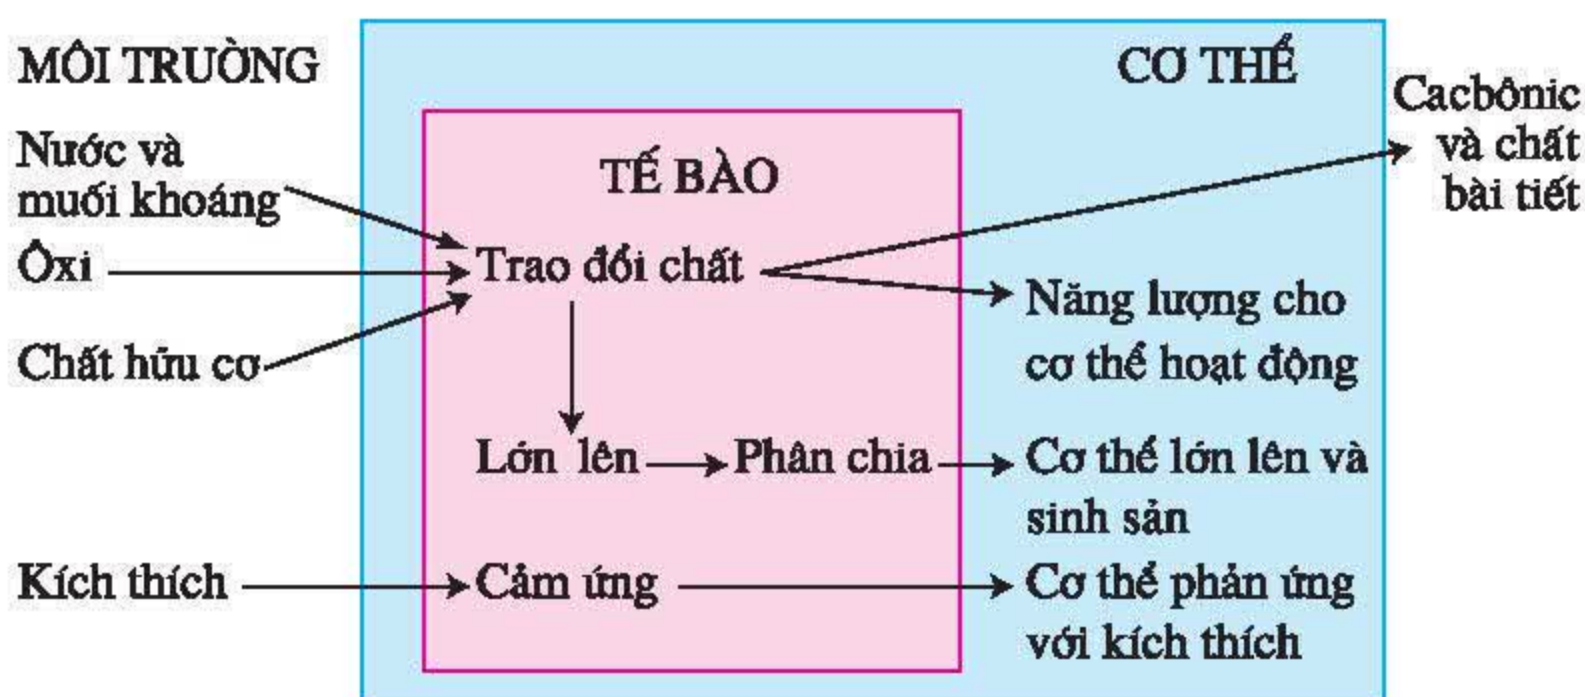 MÔI TRƯỜNG
CƠ THỂ
Cacbônic
và chất
bài tiết
Nước và
muối khoáng
Ôxi
Chất hữu cơ
Kích thích
TẾ BÀO
Trao đổi chất
Lớn lên
Phân chia
Cảm ứng
Năng lượng cho
cơ thể hoạt động
Cơ thể lớn lên và
sinh sản
Cơ thể phản ứng
với kích thích